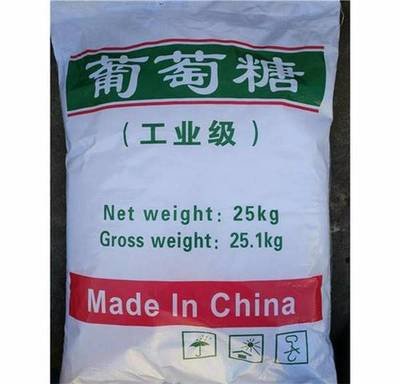 葡萄糖
(工业级)
Net weight: 25kg
Gross weight: 25.1kg
Made In China